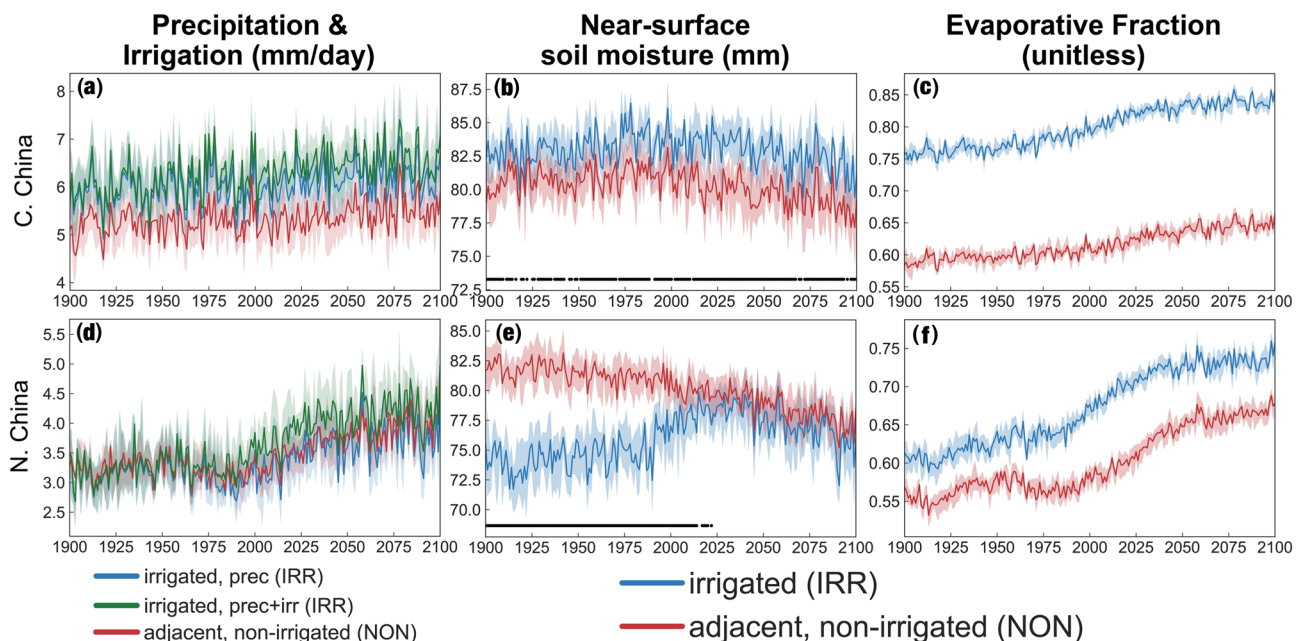 Precipitation &
Irrigation (mm/day)
Near-surface
soil moisture (mm)
Evaporative Fraction
(unitless)
C. China
(a)
8
7
6
5
4
1900 1925 1950 1975 2000 2025 2050 2075 2100
(b)
87.5
85.0
82.5
80.0
77.5
75.0
72.5
1900 1925 1950 1975 2000 2025 2050 2075 2100
(c)
0.85
0.80
0.75
0.70
0.65
0.60
0.55
1900 1925 1950 1975 2000 2025 2050 2075 2100
N. China
(d)
5.5
5.0
4.5
4.0
3.5
3.0
2.5
1900 1925 1950 1975 2000 2025 2050 2075 2100
(e)
85.0
82.5
80.0
77.5
75.0
72.5
70.0
1900 1925 1950 1975 2000 2025 2050 2075 2100
(f)
0.75
0.70
0.65
0.60
0.55
1900 1925 1950 1975 2000 2025 2050 2075 2100
irrigated, prec (IRR)
irrigated, prec+irr (IRR)
adjacent, non-irrigated (NON)
irrigated (IRR)
adjacent, non-irrigated (NON)